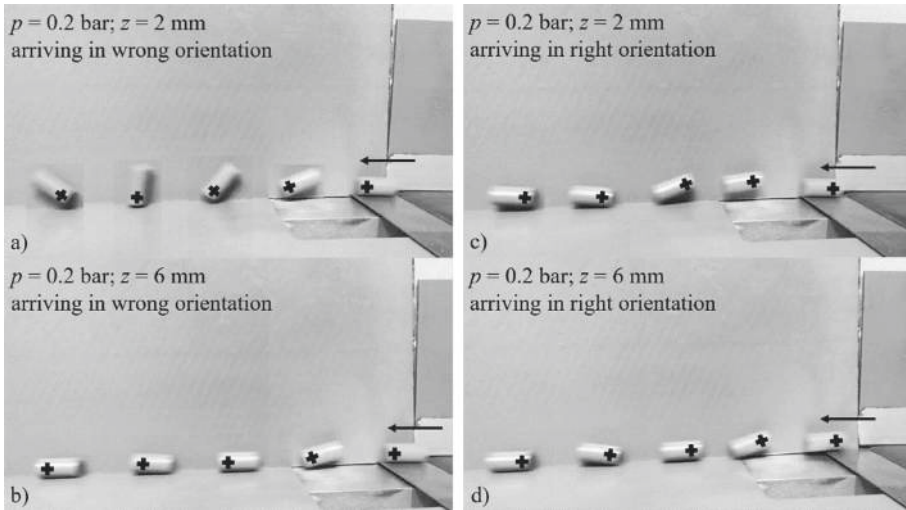 p = 0.2 bar; z = 2 mm
arriving in wrong orientation
a)
p = 0.2 bar; z = 6 mm
arriving in wrong orientation
b)
p = 0.2 bar; z = 2 mm
arriving in right orientation
c)
p = 0.2 bar; z = 6 mm
arriving in right orientation
d)